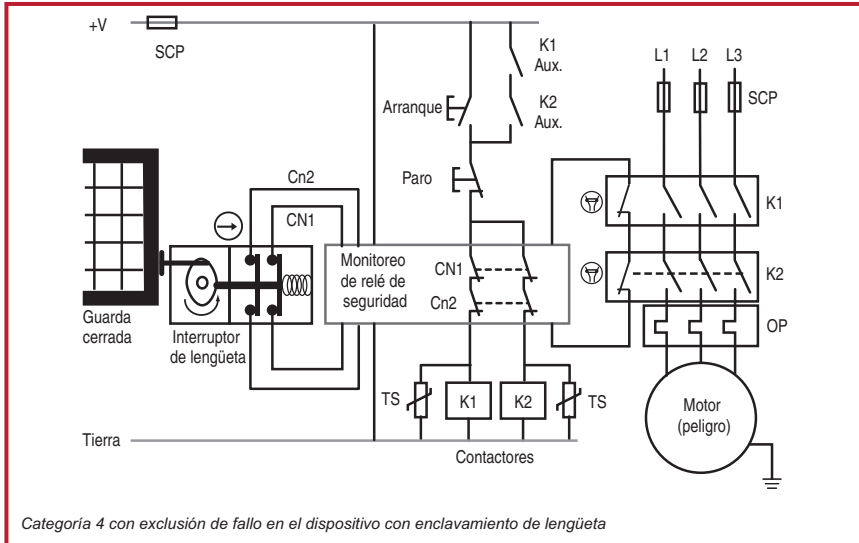 +V
SCP
K1
Aux.
L1
L2
L3
SCP
Arranque
K2
Aux.
Paro
Cn2
CN1
K1
Monitoreo
de relé de
seguridad
CN1
Cn2
K2
Guarda
cerrada
Interruptor
de lengüeta
OP
TS
K1
K2
TS
Motor
(peligro)
Tierra
Contactores
Categoría 4 con exclusión de fallo en el dispositivo con enclavamiento de lengüeta